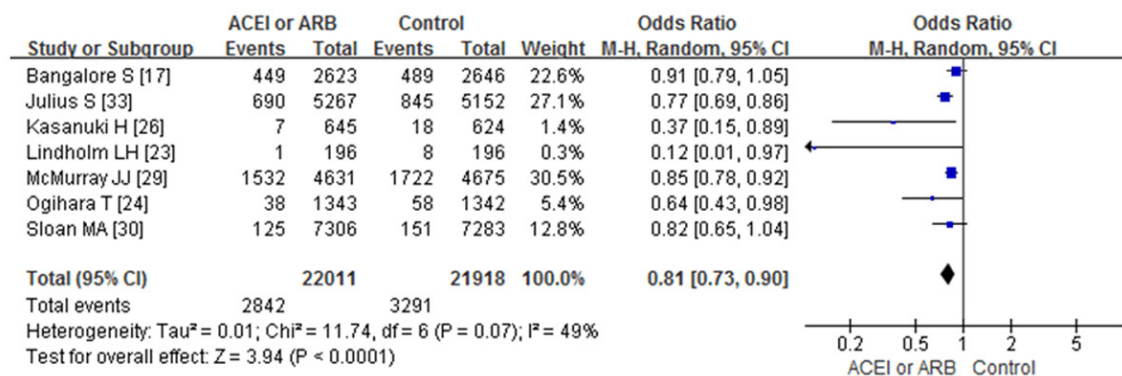 ACEI or ARB Control Odds Ratio Odds Ratio
Study or Subgroup Events Total Events Total Weight M-H, Random, 95% CI M-H, Random, 95% CI
Bangalore S [17] 449 2623 489 2646 22.6% 0.91 [0.79, 1.05]
Julius S [33] 690 5267 845 5152 27.1% 0.77 [0.69, 0.86]
Kasanuki H [26] 7 645 18 624 1.4% 0.37 [0.15, 0.89]
Lindholm LH [23] 1 196 8 196 0.3% 0.12 [0.01, 0.97]
McMurray JJ [29] 1532 4631 1722 4675 30.5% 0.85 [0.78, 0.92]
Ogihara T [24] 38 1343 58 1342 5.4% 0.64 [0.43, 0.98]
Sloan MA [30] 125 7306 151 7283 12.8% 0.82 [0.65, 1.04]
Total (95% CI) 22011 21918 100.0% 0.81 [0.73, 0.90]
Total events 2842 3291
Heterogeneity: Tau² = 0.01; Chi² = 11.74, df = 6 (P = 0.07); I² = 49%
Test for overall effect: Z = 3.94 (P < 0.0001)
0.2 0.5 1 2 5
ACEI or ARB Control